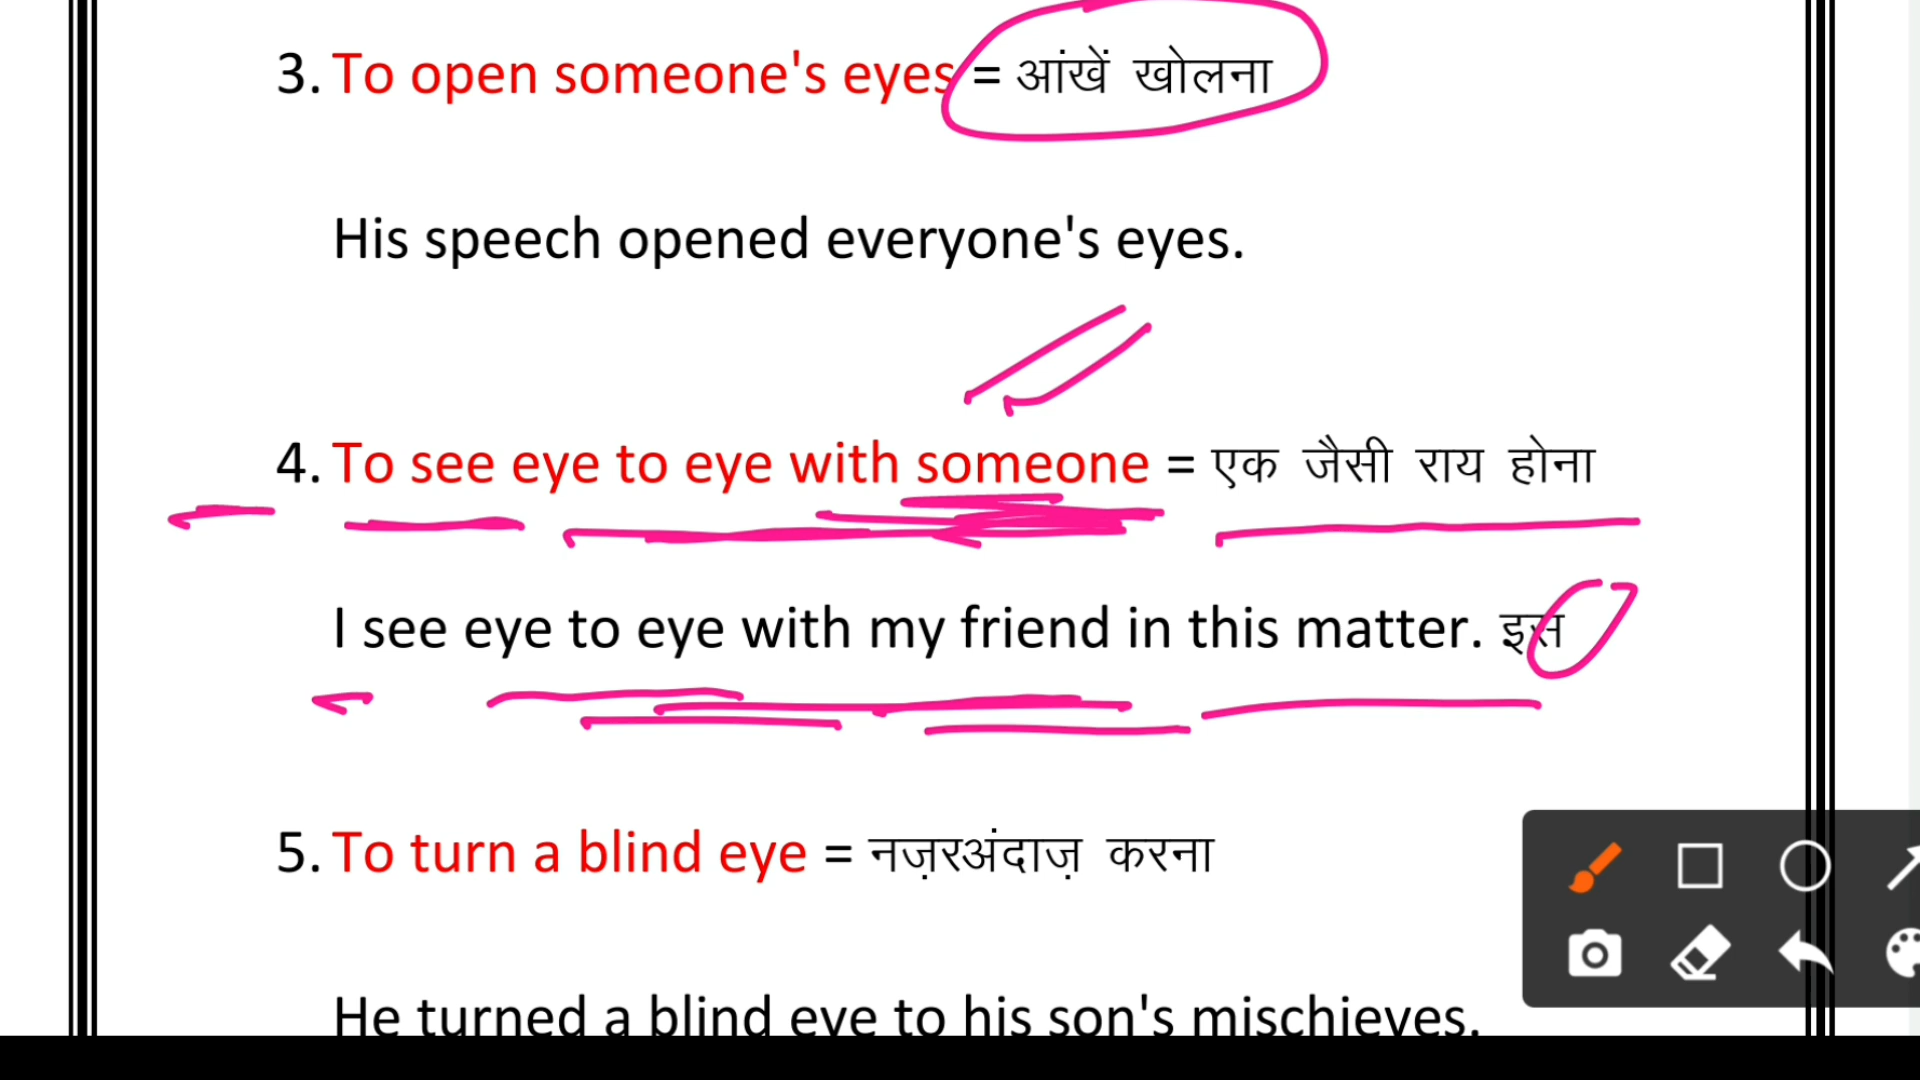 3. To open someone's eyes = आंखें खोलना
His speech opened everyone's eyes.
4. To see eye to eye with someone = एक जैसी राय होना
I see eye to eye with my friend in this matter. इस
5. To turn a blind eye = नज़रअंदाज़ करना
He turned a blind eye to his son's mischieves.